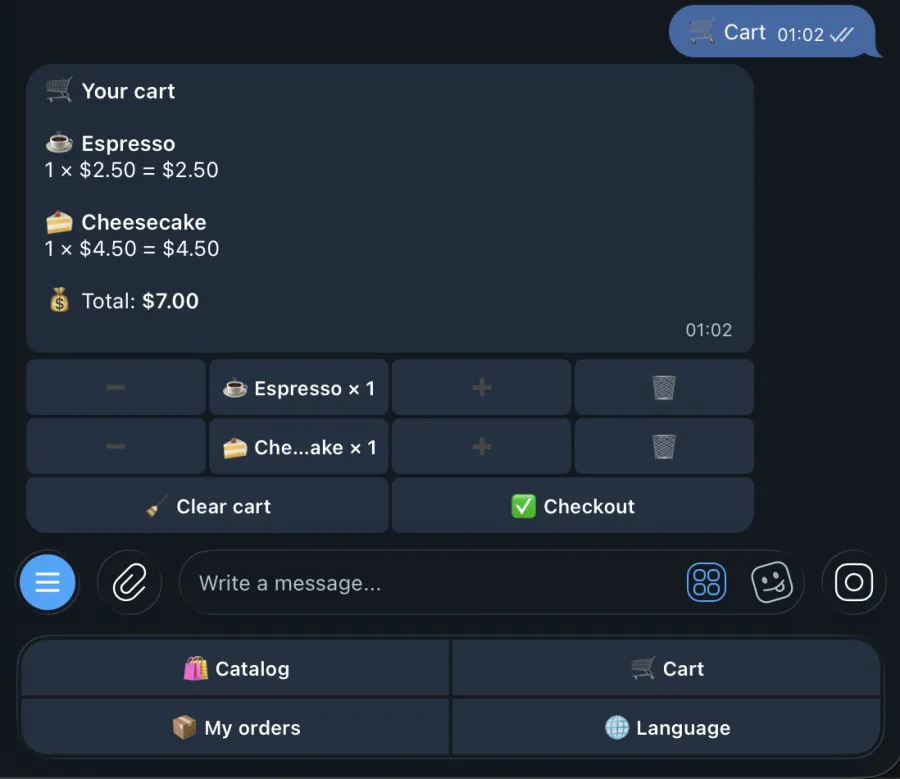 🛒 Cart 01:02
🛒 Your cart
☕ Espresso
1 × $2.50 = $2.50
🍰 Cheesecake
1 × $4.50 = $4.50
💰 Total: $7.00
01:02
➖ ☕ Espresso × 1 ➕ 🗑
➖ 🍰 Che...ake × 1 ➕ 🗑
🧹 Clear cart ✅ Checkout
Write a message...
🛍 Catalog 🛒 Cart
📦 My orders 🌐 Language